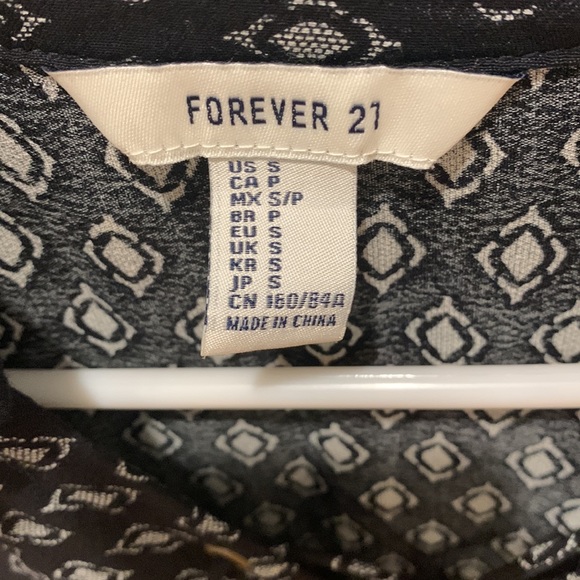 FOREVER 21
US S
CA P
MX S/P
BR P
EU S
UK S
KR S
JP S
CN 160/84A
MADE IN CHINA